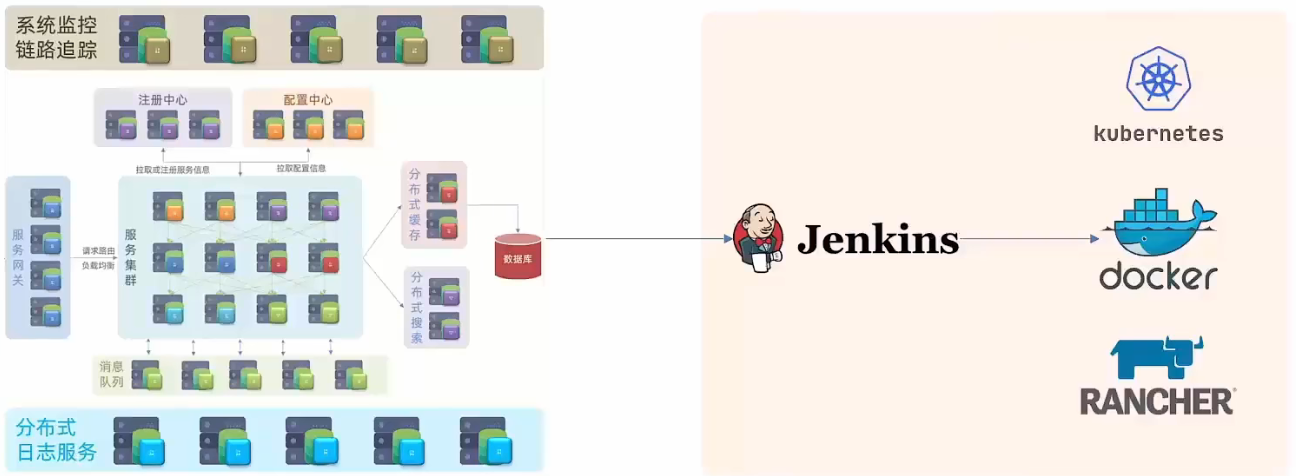 系统监控
链路追踪
注册中心
配置中心
拉取或注册服务信息
拉取配置信息
服务网关
请求路由
负载均衡
服务集群
分布式缓存
分布式搜索
数据库
消息
队列
分布式
日志服务
Jenkins
kubernetes
docker
RANCHER